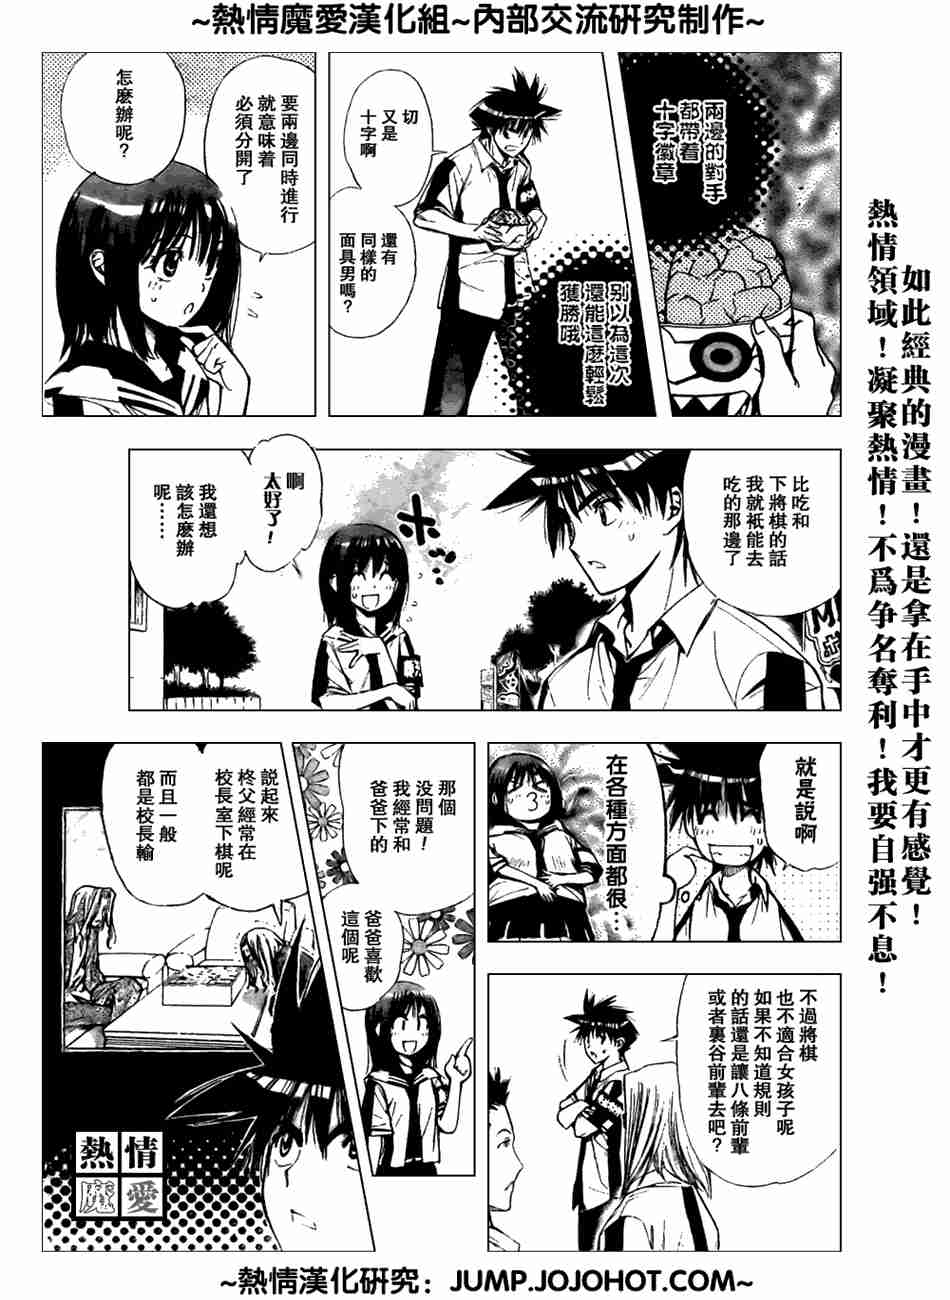 ~熱情魔愛漢化組~內部交流研究制作~
兩邊的對手
都帶着
十字徽章
别以為這次
還能這麽輕鬆
獲勝哦
切
又是
十字啊
還有
同樣的
面具男嗎?
要兩邊同時進行
就意味着
必須分開了
怎麽辦呢?
比吃和
下將棋的話
我就衹能去
吃的那邊了
ホッ
啊
太好了!
我還想
該怎麽辦
呢……
就是説啊
在各種方面都很…
不過將棋
也不適合女孩子呢
如果不知道規則
的話還是讓八條前輩
或者裏谷前輩去吧?
那個
没問題!
我經常和
爸爸下的
爸爸喜歡
這個呢
説起來
柊父經常在
校長室下棋呢
而且一般
都是校長輸
熱情
魔愛
如此經典的漫畫!還是拿在手中才更有感覺!
熱情領域!凝聚熱情!不爲争名奪利!我要自强不息!
~熱情漢化研究: JUMP.JOJOHOT.COM~